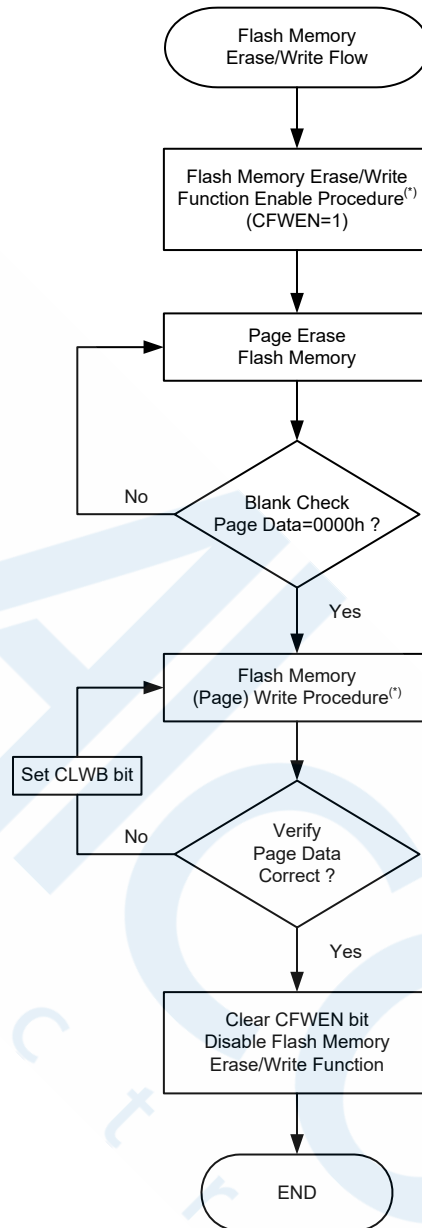 Flash Memory
Erase/Write Flow
Flash Memory Erase/Write
Function Enable Procedure(*)
(CFWEN=1)
Page Erase
Flash Memory
No
Blank Check
Page Data=0000h ?
Yes
Flash Memory
(Page) Write Procedure(*)
Set CLWB bit
No
Verify
Page Data
Correct ?
Yes
Clear CFWEN bit
Disable Flash Memory
Erase/Write Function
END